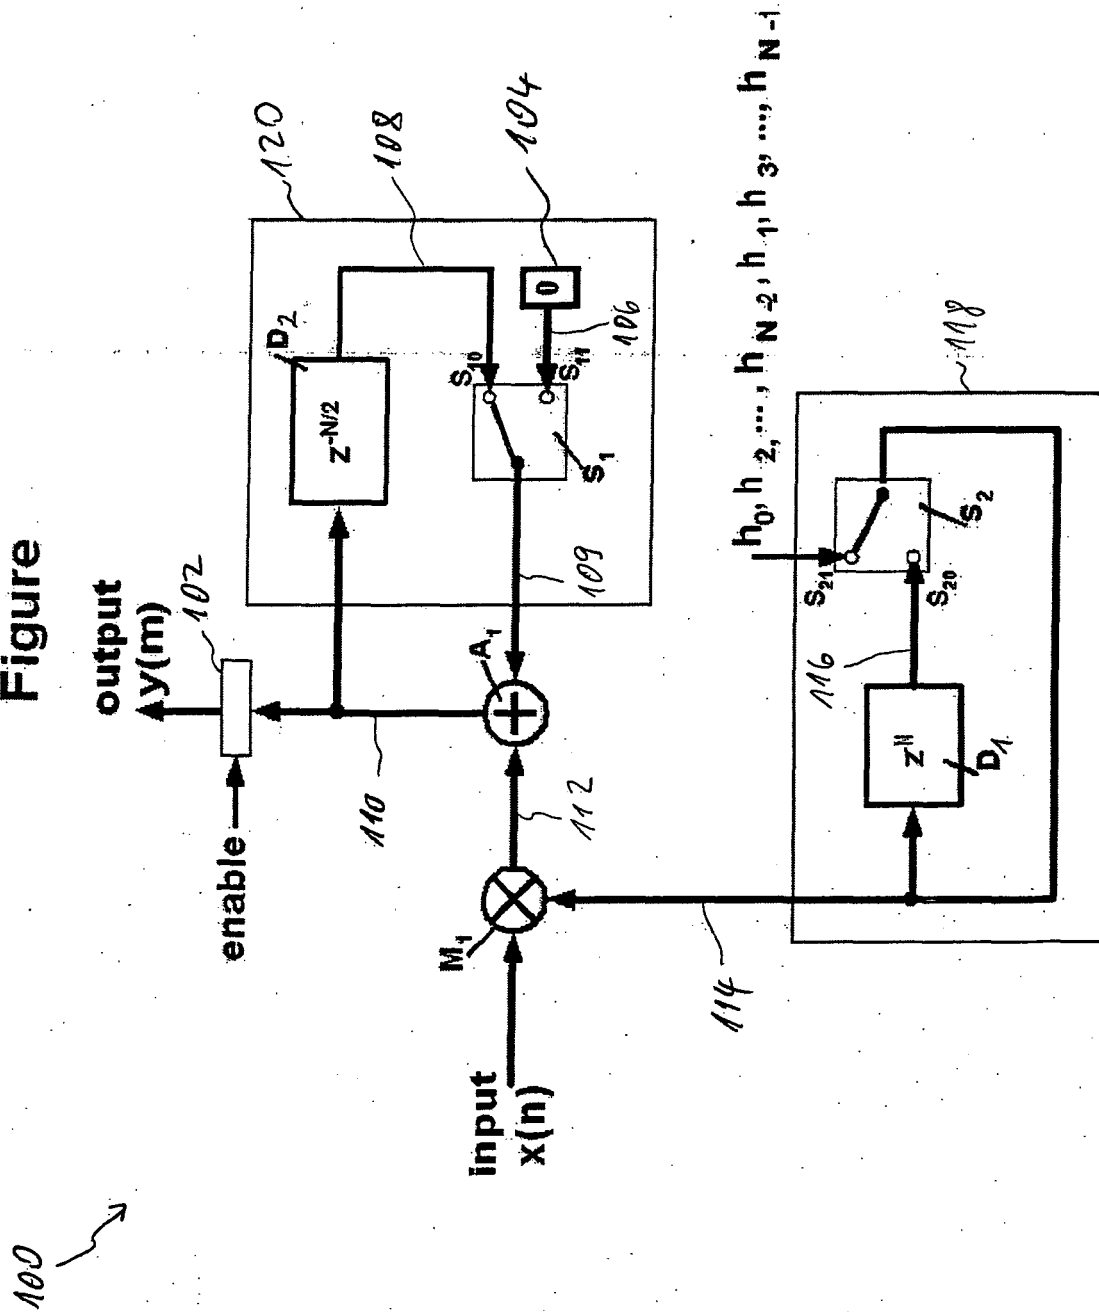 Figure
100
output
y(m)
102
enable
110
120
D2
z-N/2
108
S10
104
0
106
S11
S1
109
A1
112
M1
input
x(n)
114
h0, h2, ..., hN-2, h1, h3, ..., hN-1
118
S21
S2
S20
116
zN
D1